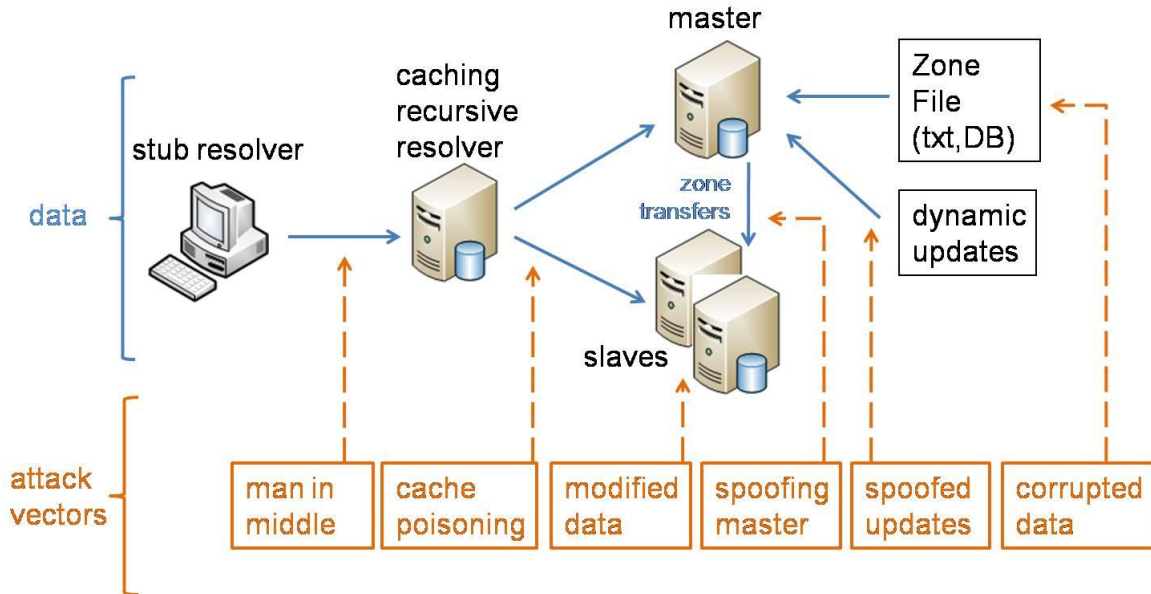 master
caching
recursive
resolver
stub resolver
Zone
File
(txt,DB)
zone
transfers
data
dynamic
updates
slaves
attack
vectors
man in
middle
cache
poisoning
modified
data
spoofing
master
spoofed
updates
corrupted
data